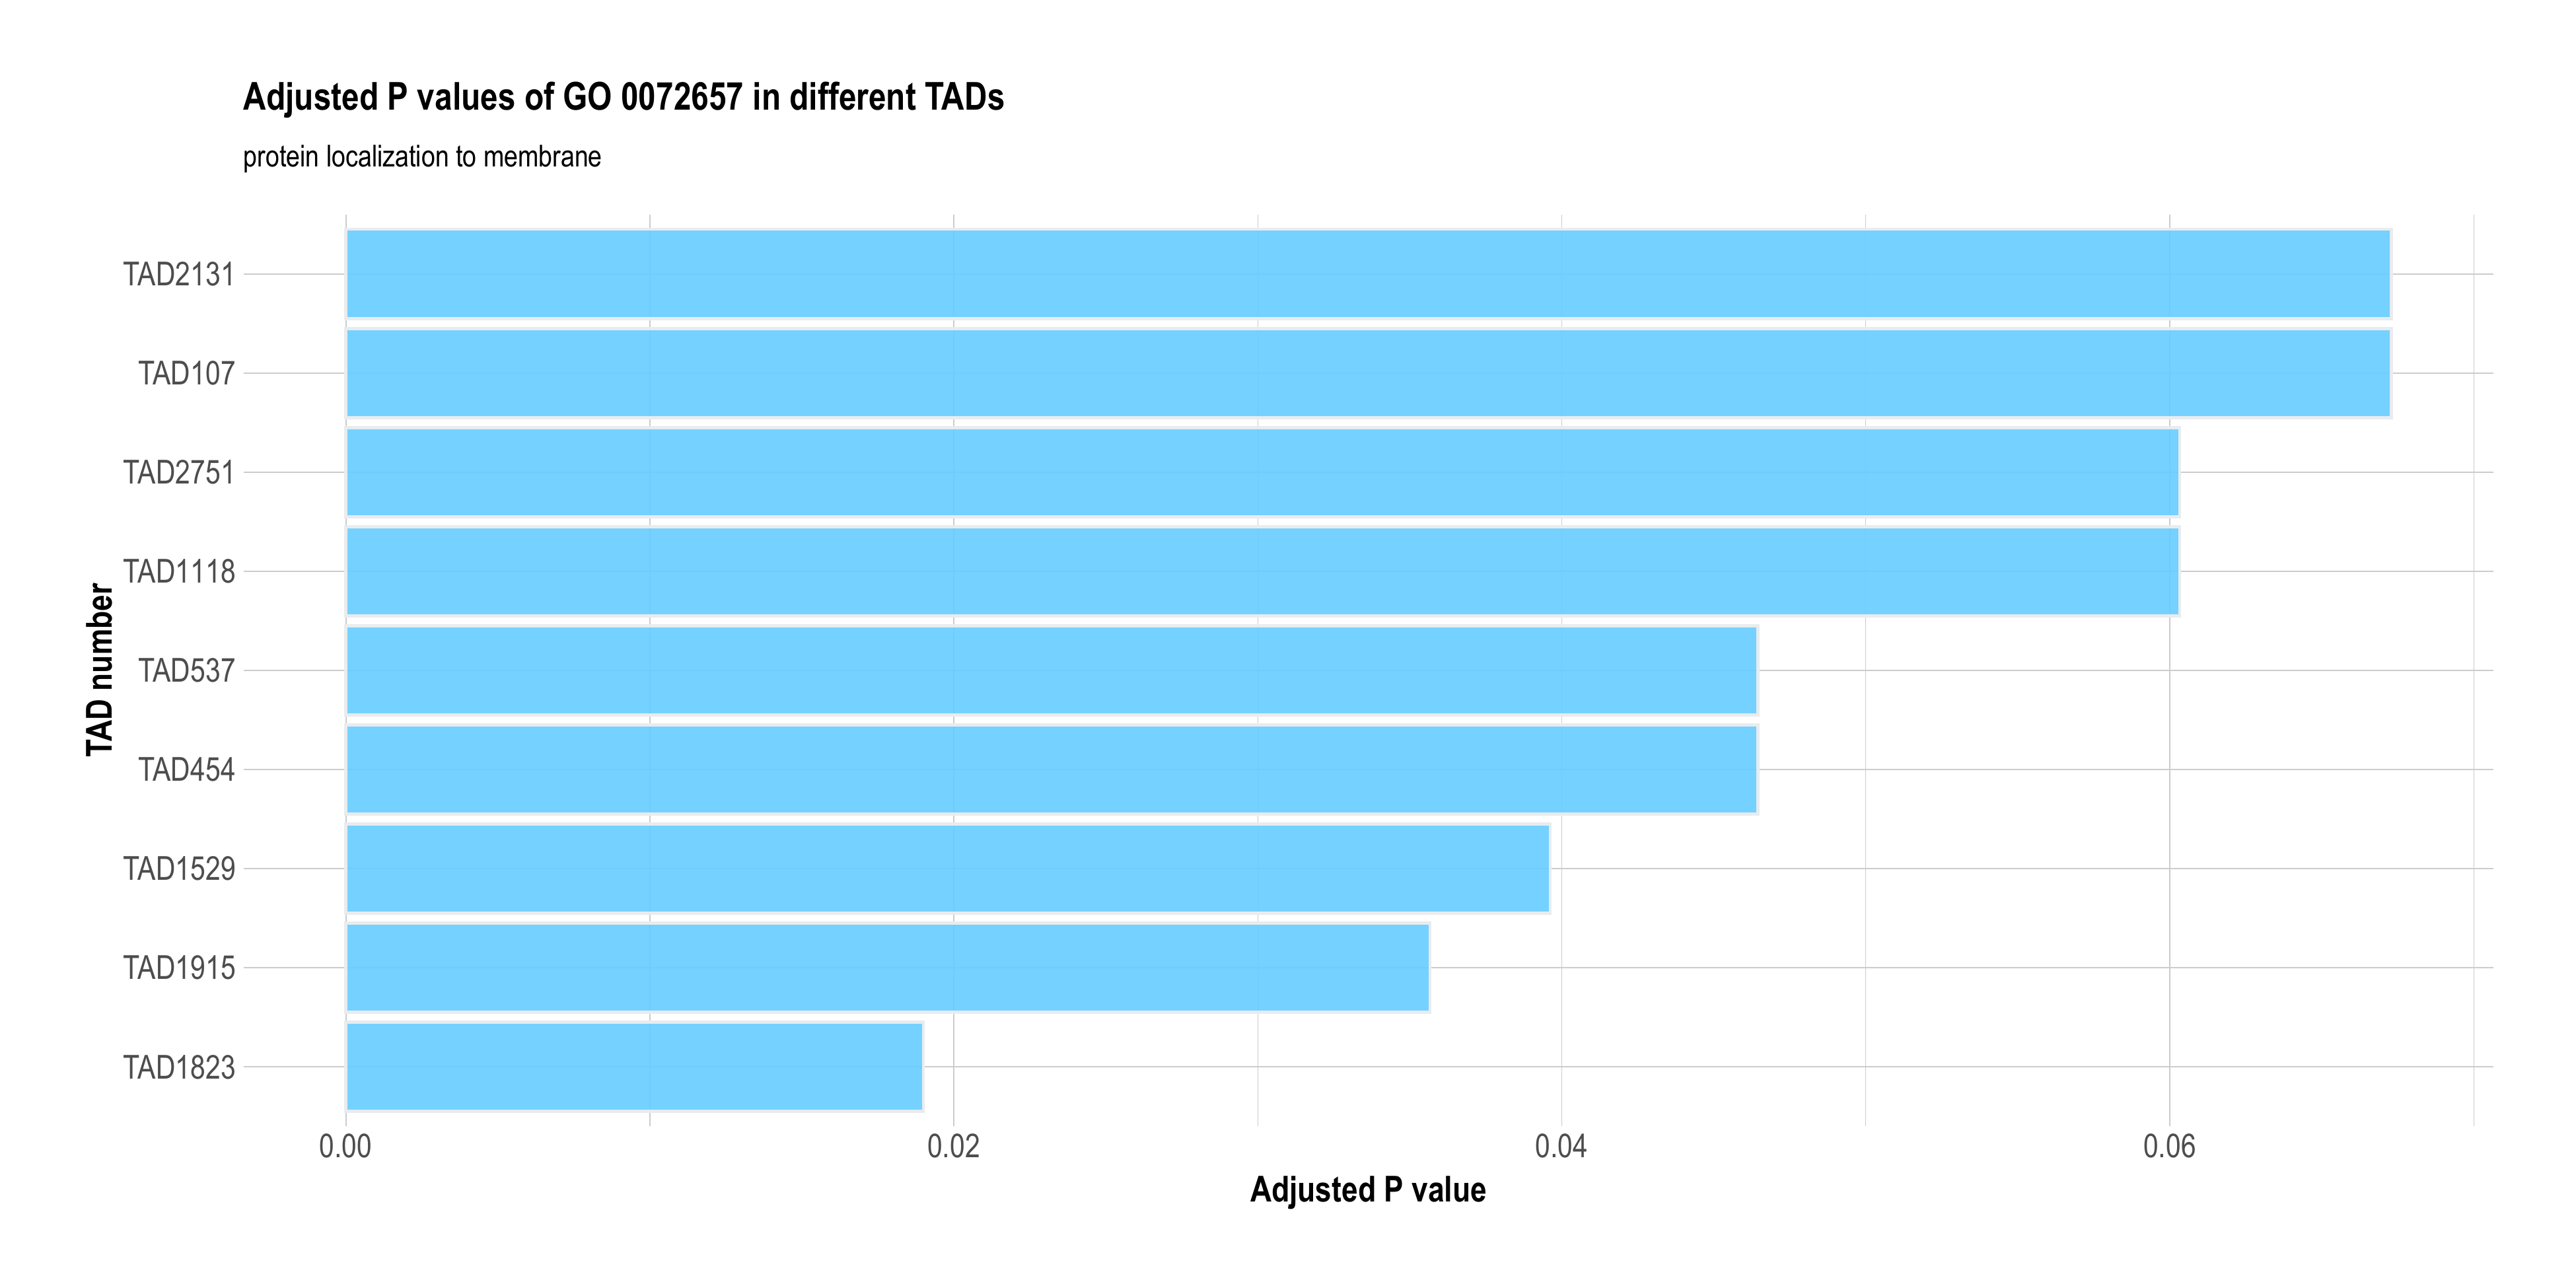 Adjusted P values of GO 0072657 in different TADs
protein localization to membrane
TAD number
TAD2131
TAD107
TAD2751
TAD1118
TAD537
TAD454
TAD1529
TAD1915
TAD1823
0.00 0.02 0.04 0.06
Adjusted P value